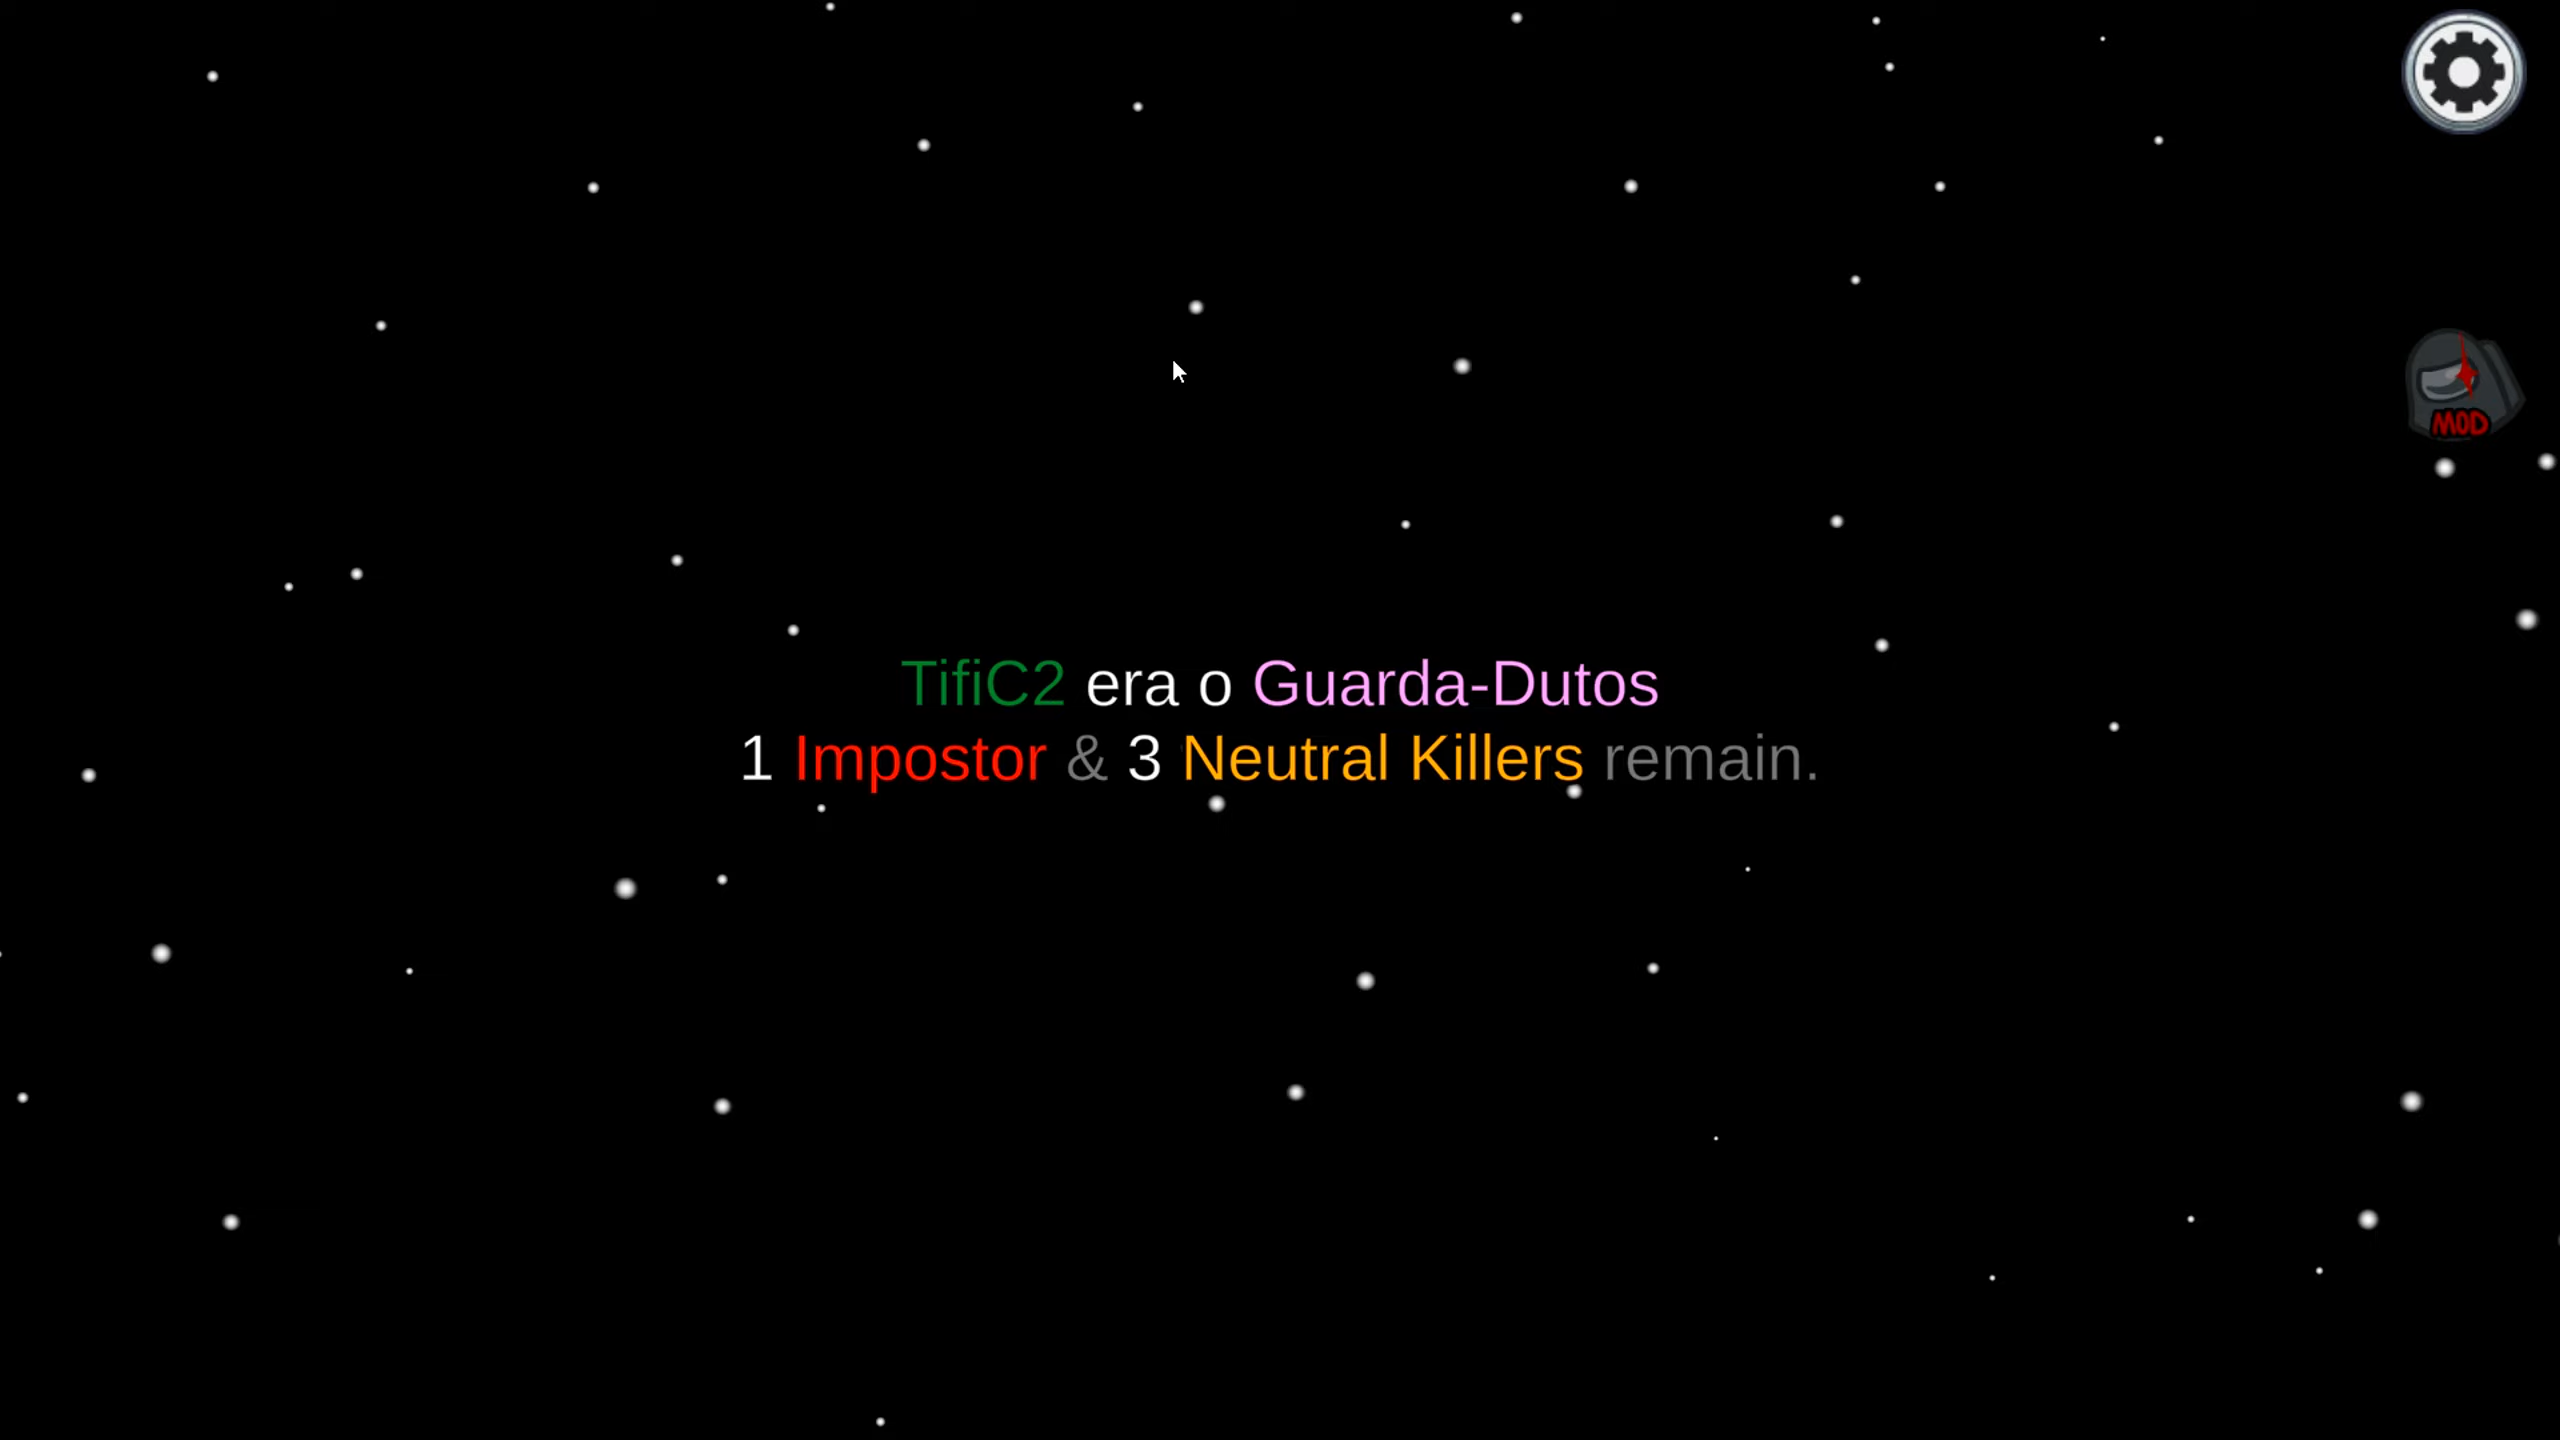 MOD
TifiC2 era o Guarda-Dutos
1 Impostor & 3 Neutral Killers remain.